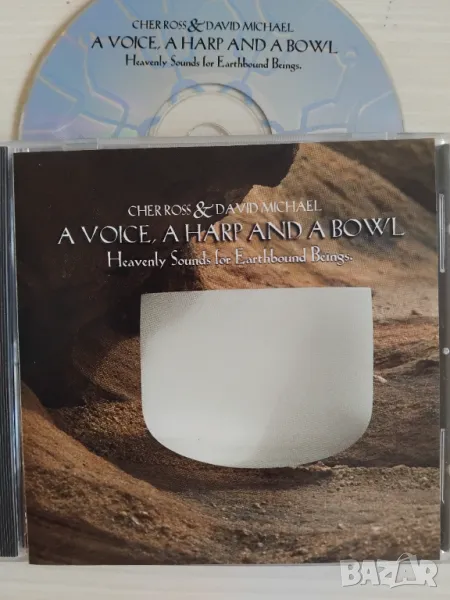 CHER ROSS & DAVID MICHAEL
A VOICE, A HARP AND A BOWL
Heavenly Sounds for Earthbound Beings.
CHER ROSS & DAVID MICHAEL
A VOICE, A HARP AND A BOWL
Heavenly Sounds for Earthbound Beings.
BAZAR